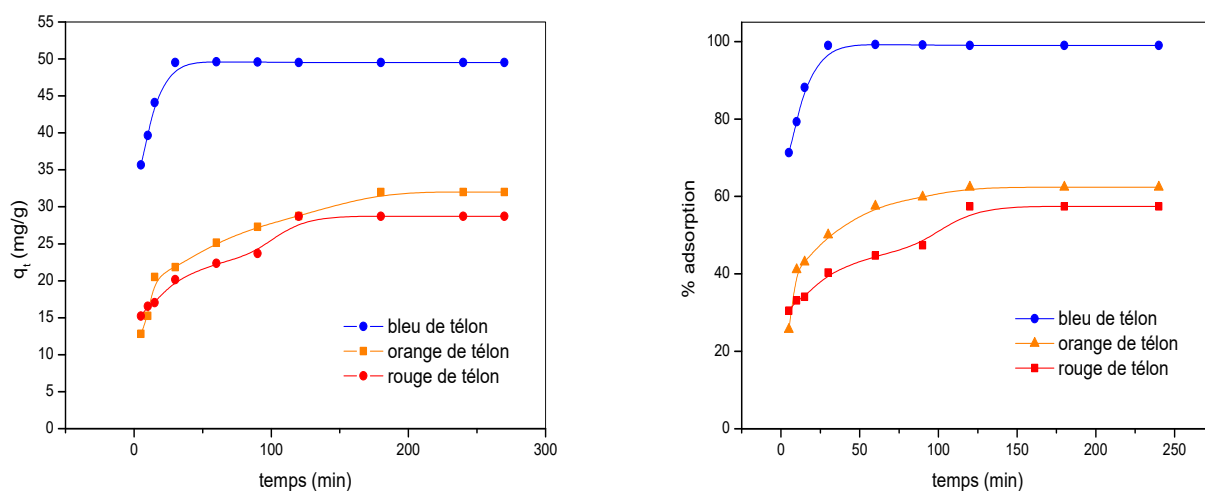 55
50
45
40
35
30
25
20
15
10
5
0
q_t (mg/g)
bleu de télon
orange de télon
rouge de télon
0 100 200 300
temps (min)
100
80
60
40
20
0
% adsorption
bleu de télon
orange de télon
rouge de télon
0 50 100 150 200 250
temps (min)